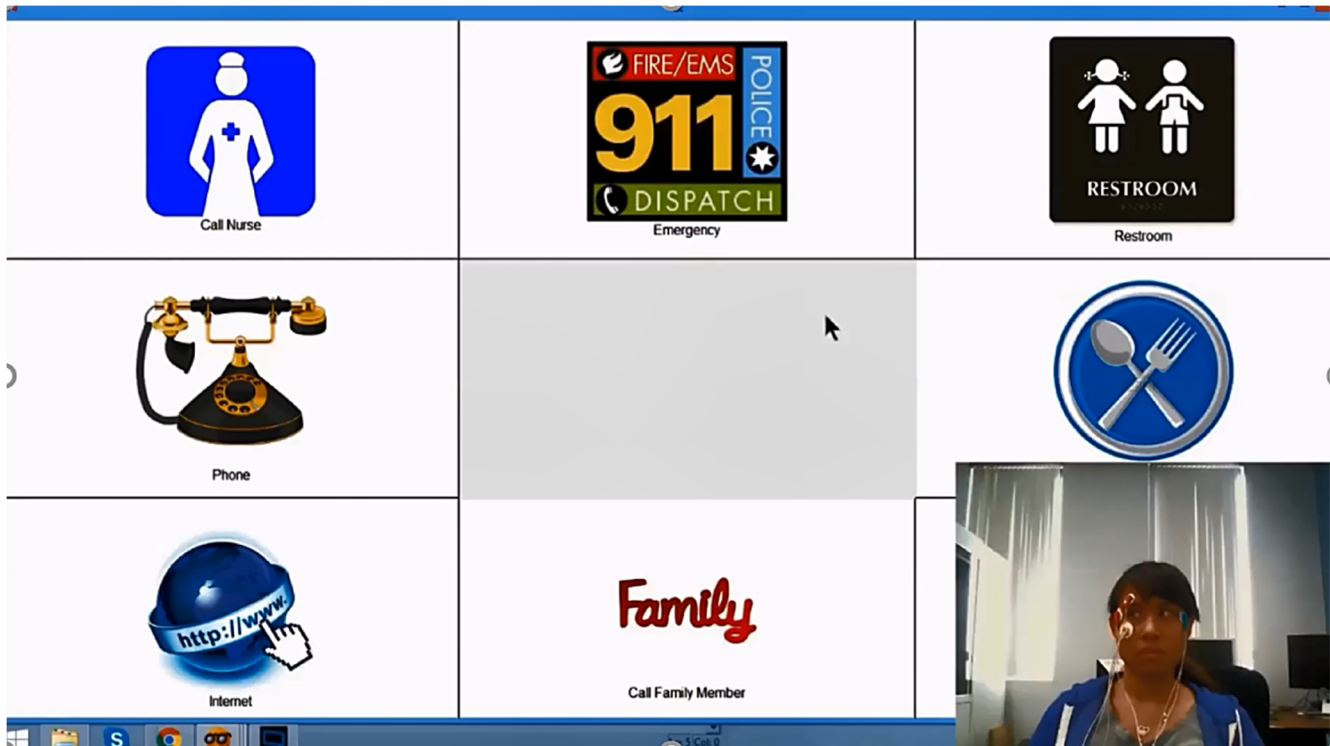 FIRE/EMS
POLICE
911
DISPATCH
RESTROOM
Call Nurse
Emergency
Restroom
Phone
http://www.
Family
Internet
Call Family Member